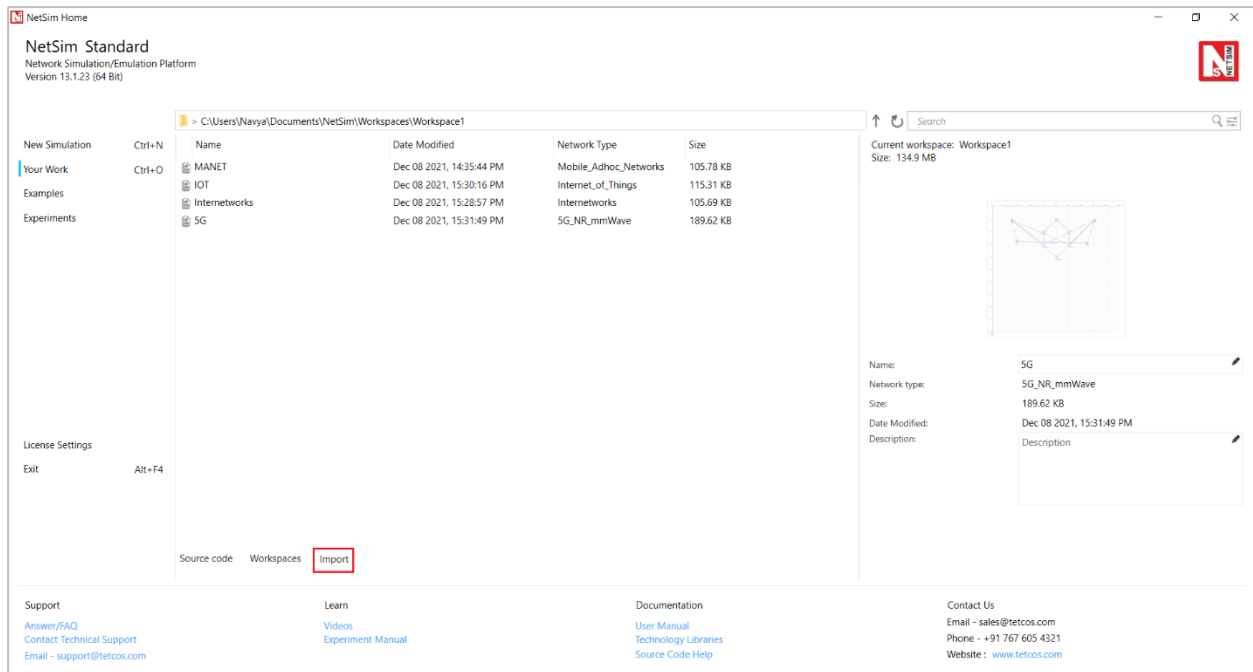 NetSim Home
NetSim Standard
Network Simulation/Emulation Platform
Version 13.1.23 (64 Bit)
NETSIM
> C:\Users\Navya\Documents\NetSim\Workspaces\Workspace1
Search
New Simulation Ctrl+N
Your Work Ctrl+O
Examples
Experiments
License Settings
Exit Alt+F4
Name Date Modified Network Type Size
MANET Dec 08 2021, 14:35:44 PM Mobile_Adhoc_Networks 105.78 KB
IOT Dec 08 2021, 15:30:16 PM Internet_of_Things 115.31 KB
Internetworks Dec 08 2021, 15:28:57 PM Internetworks 105.69 KB
5G Dec 08 2021, 15:31:49 PM 5G_NR_mmWave 189.62 KB
Source code Workspaces Import
Current workspace: Workspace1
Size: 134.9 MB
Name: 5G
Network type: 5G_NR_mmWave
Size: 189.62 KB
Date Modified: Dec 08 2021, 15:31:49 PM
Description: Description
Support
Answer/FAQ
Contact Technical Support
Email - support@tetcos.com
Learn
Videos
Experiment Manual
Documentation
User Manual
Technology Libraries
Source Code Help
Contact Us
Email - sales@tetcos.com
Phone - +91 767 605 4321
Website : www.tetcos.com